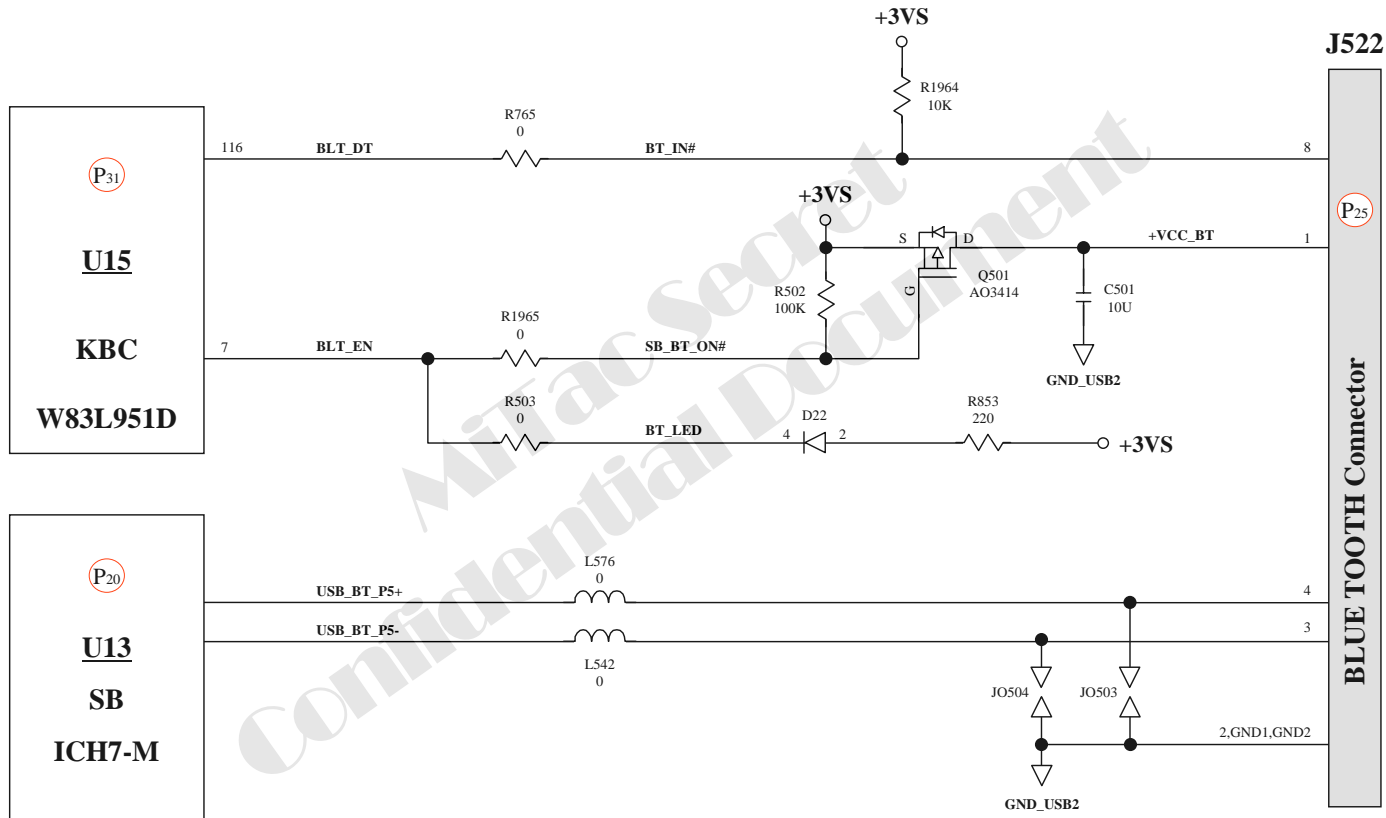 +3VS
J522
R1964
10K
R765
0
116
BLT_DT
BT_IN#
8
P31
+3VS
P25
S
D
+VCC_BT
1
U15
Q501
AO3414
G
R502
100K
C501
10U
R1965
0
KBC
7
BLT_EN
SB_BT_ON#
GND_USB2
W83L951D
R503
0
BT_LED
D22
4
2
R853
220
+3VS
BLUE TOOTH Connector
MiTac Secret
Confidential Document
P20
L576
0
USB_BT_P5+
4
USB_BT_P5-
3
U13
L542
0
SB
JO504
JO503
ICH7-M
2,GND1,GND2
GND_USB2